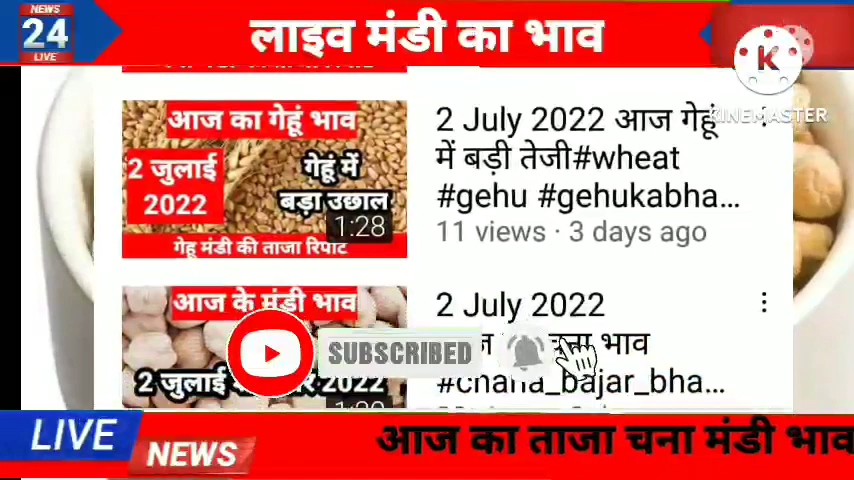 NEWS
24
LIVE
लाइव मंडी का भाव
KINEMASTER
आज का गेहूं भाव
2 जुलाई
2022
गेहूं में
बड़ा उछाल
1:28
गेहु मंडी की ताजा रिपोर्ट
2 July 2022 आज गेहूं
में बड़ी तेजी#wheat
#gehu #gehukabha...
11 views · 3 days ago
आज के मंडी भाव
2 जुलाई
2022
2 July 2022
चना भाव
#chana_bajar_bha...
SUBSCRIBED
LIVE
NEWS
आज का ताजा चना मंडी भाव